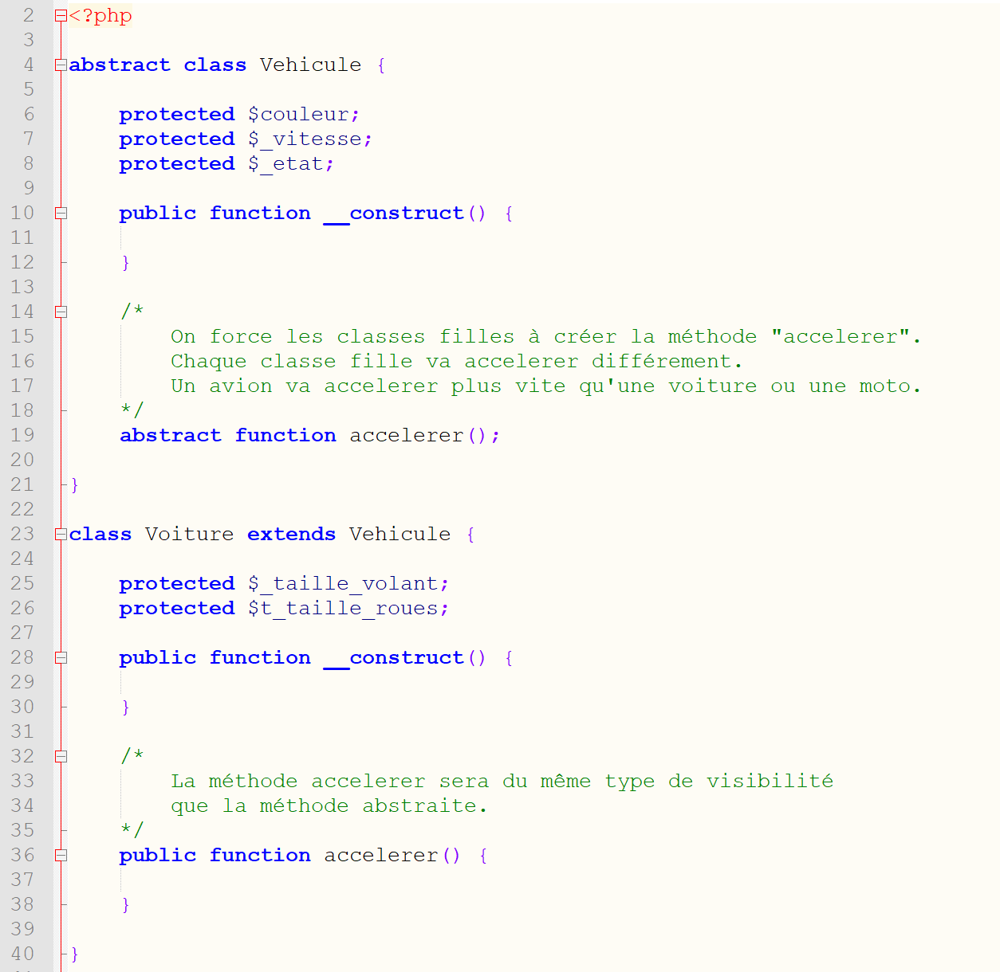 2 <?php
3
4 abstract class Vehicule {
5
6 protected $couleur;
7 protected $_vitesse;
8 protected $_etat;
9
10 public function __construct() {
11
12 }
13
14 /*
15 On force les classes filles à créer la méthode "accelerer".
16 Chaque classe fille va accelerer différement.
17 Un avion va accelerer plus vite qu'une voiture ou une moto.
18 */
19 abstract function accelerer();
20
21 }
22
23 class Voiture extends Vehicule {
24
25 protected $_taille_volant;
26 protected $t_taille_roues;
27
28 public function __construct() {
29
30 }
31
32 /*
33 La méthode accelerer sera du même type de visibilité
34 que la méthode abstraite.
35 */
36 public function accelerer() {
37
38 }
39
40 }